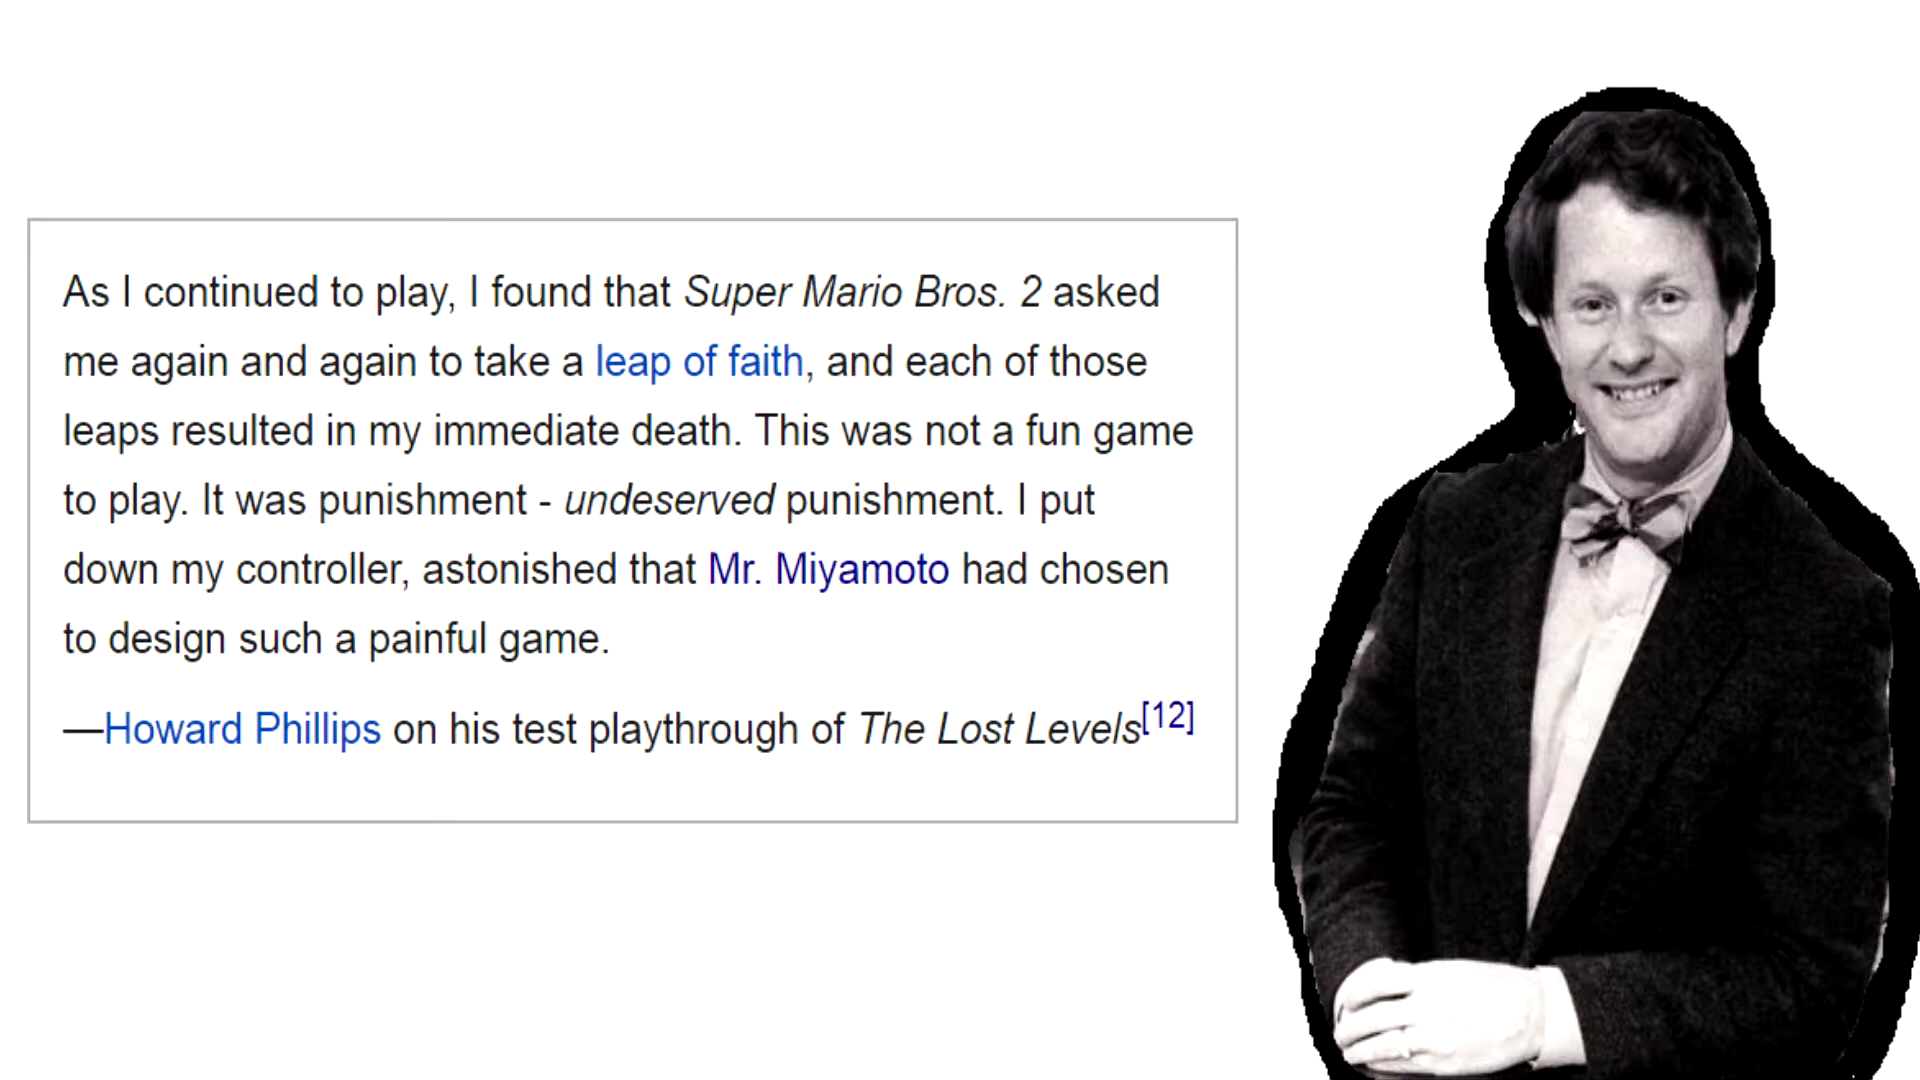 As I continued to play, I found that Super Mario Bros. 2 asked
me again and again to take a leap of faith, and each of those
leaps resulted in my immediate death. This was not a fun game
to play. It was punishment - undeserved punishment. I put
down my controller, astonished that Mr. Miyamoto had chosen
to design such a painful game.
—Howard Phillips on his test playthrough of The Lost Levels[12]